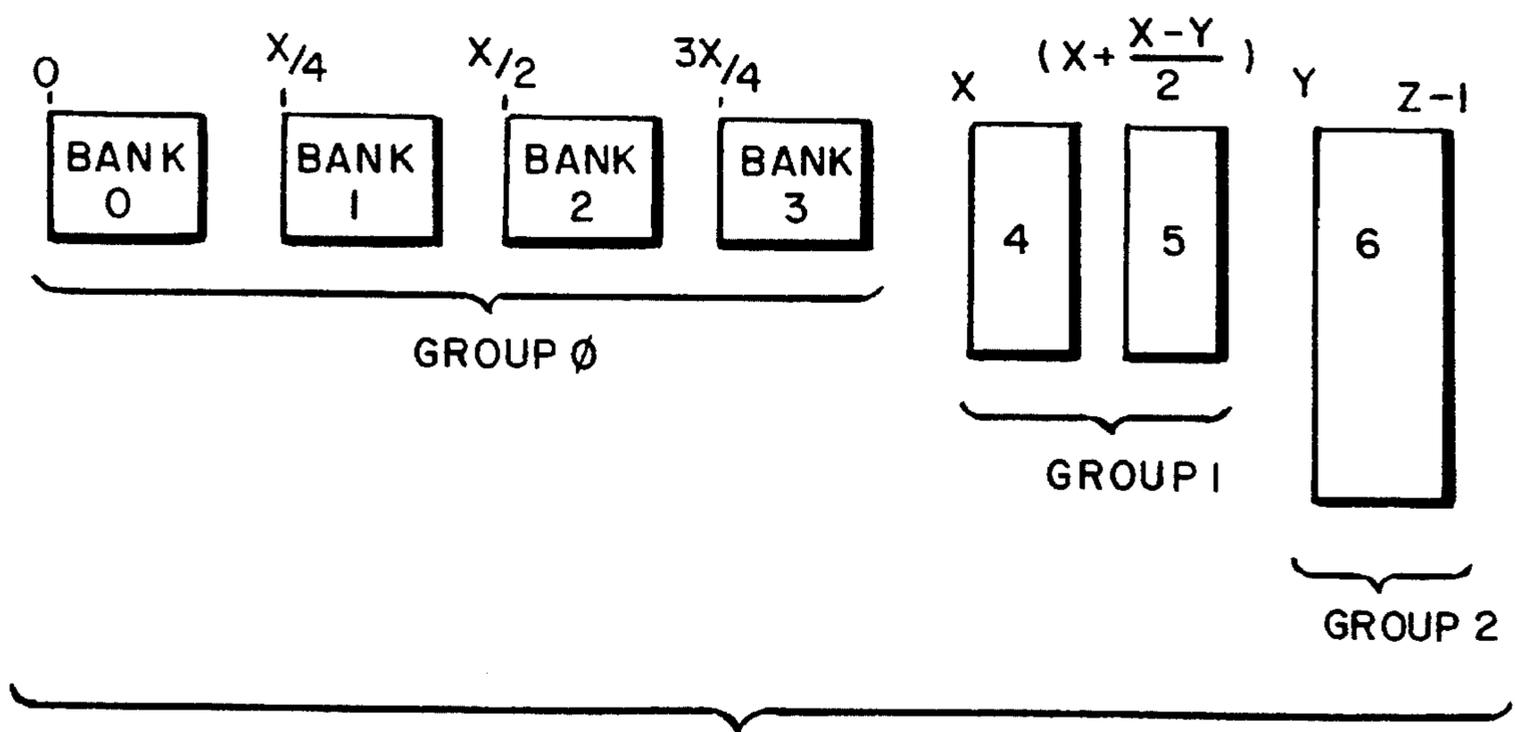 0
X/4
X/2
3X/4
X
(X+ X-Y/2)
Y
Z-1
BANK 0
BANK 1
BANK 2
BANK 3
4
5
6
GROUP Ø
GROUP 1
GROUP 2